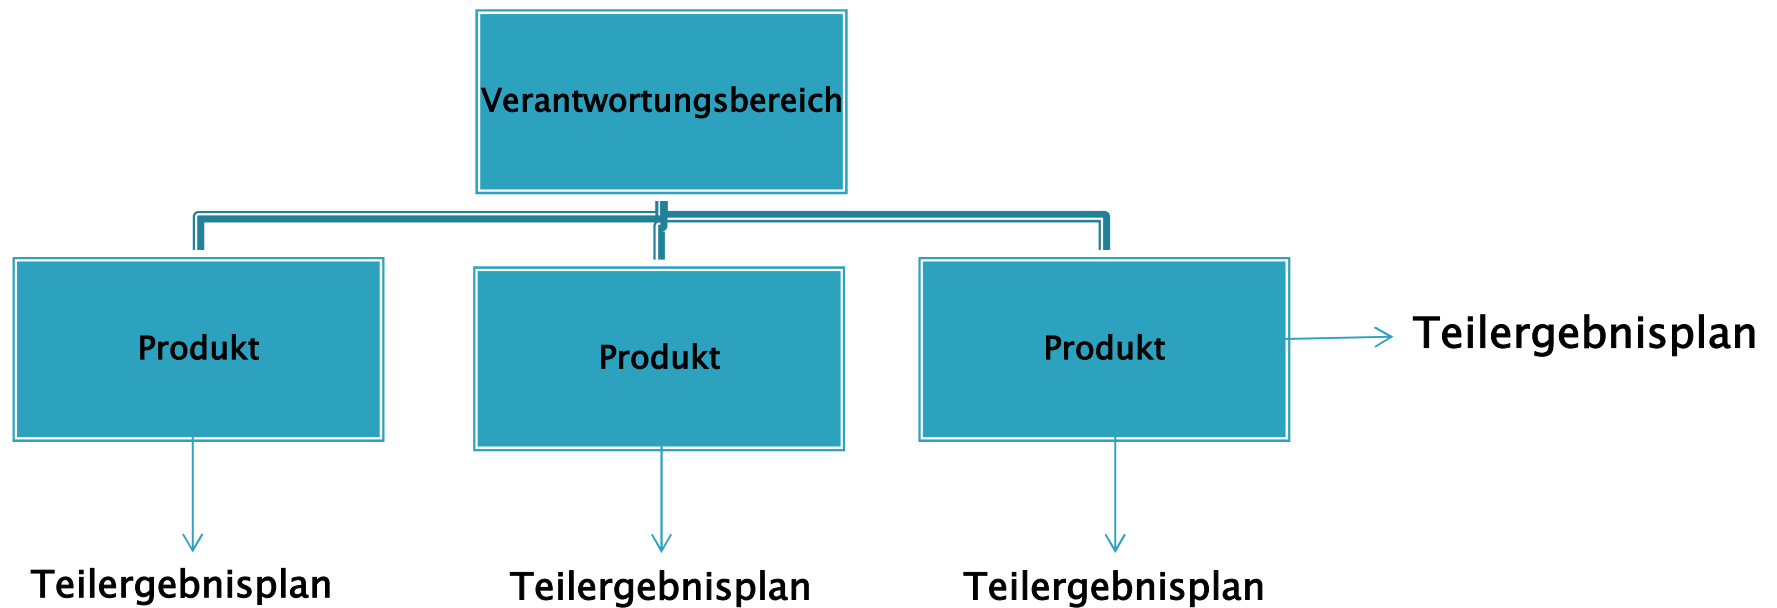 Verantwortungsbereich
Produkt
Produkt
Produkt
Teilergebnisplan
Teilergebnisplan
Teilergebnisplan
Teilergebnisplan